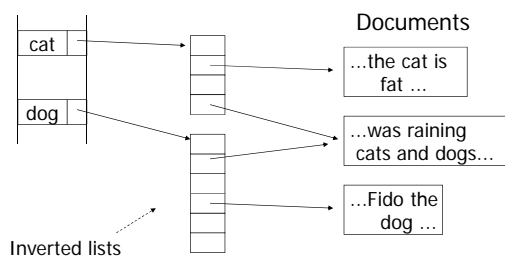 Documents
cat
dog
...the cat is
fat ...
...was raining
cats and dogs...
...Fido the
dog ...
Inverted lists